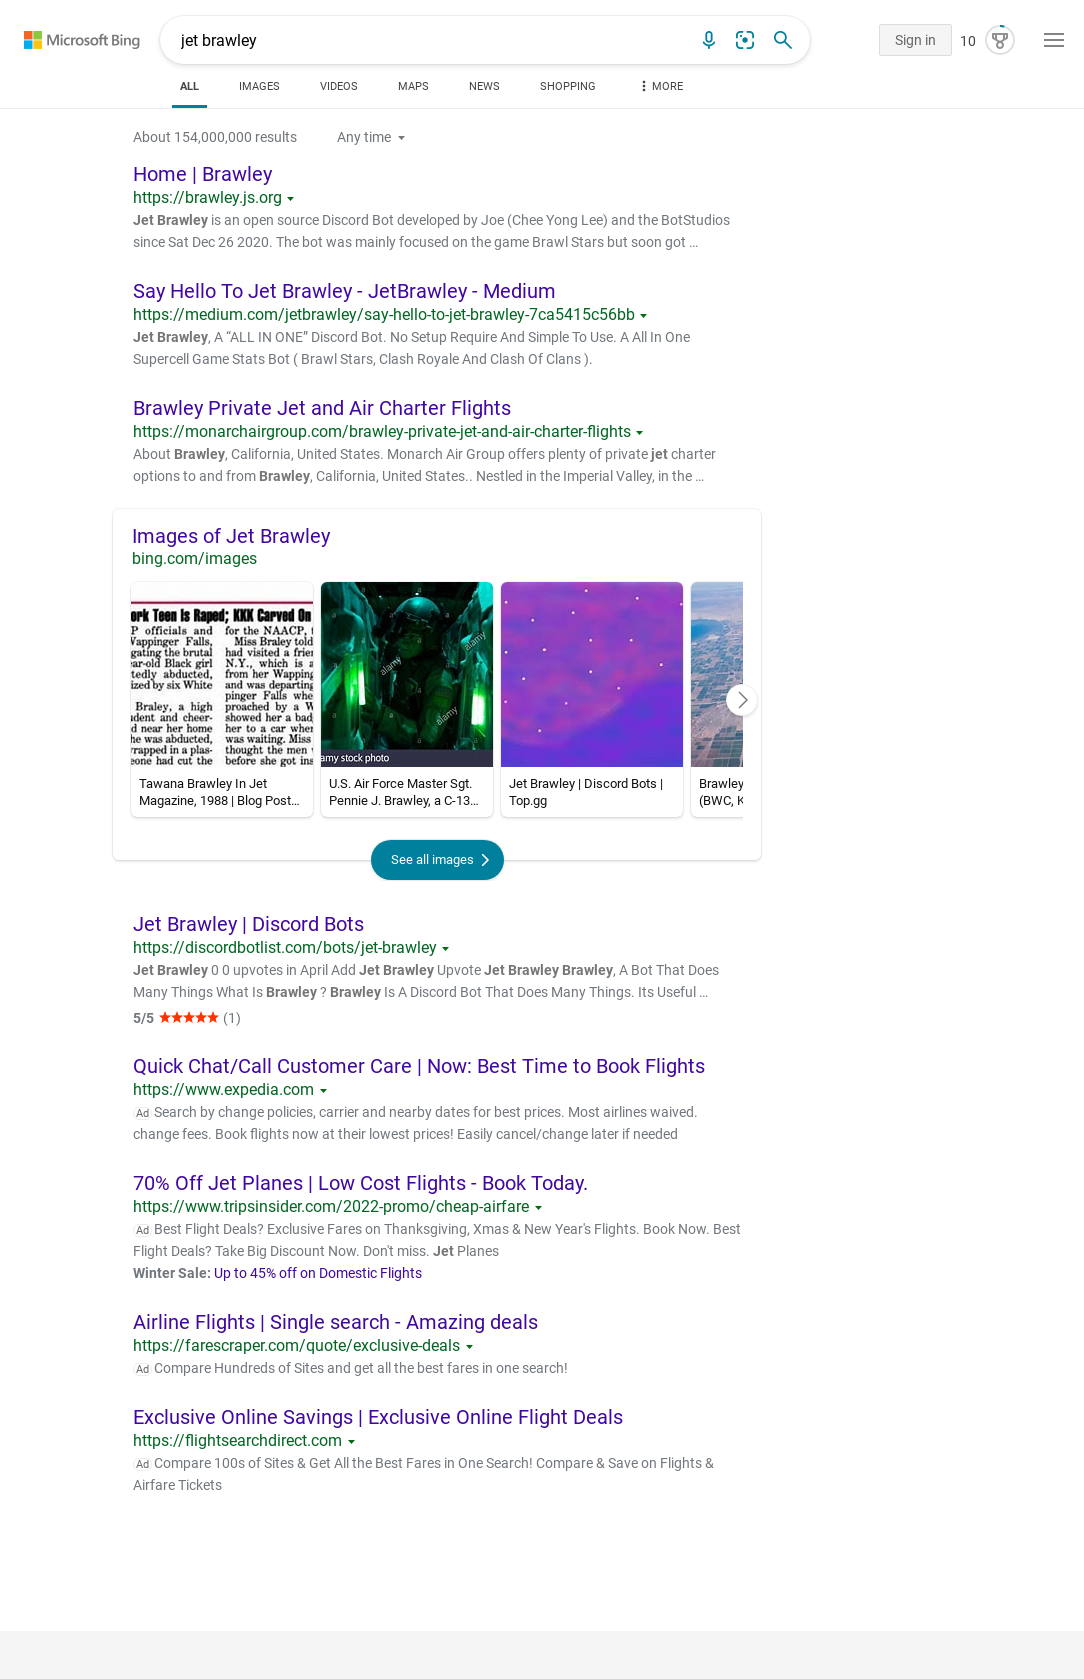 Microsoft Bing
jet brawley
Sign in
10
ALL
IMAGES
VIDEOS
MAPS
NEWS
SHOPPING
MORE
About 154,000,000 results
Any time
Home | Brawley
https://brawley.js.org
Jet Brawley is an open source Discord Bot developed by Joe (Chee Yong Lee) and the BotStudios
since Sat Dec 26 2020. The bot was mainly focused on the game Brawl Stars but soon got …
Say Hello To Jet Brawley - JetBrawley - Medium
https://medium.com/jetbrawley/say-hello-to-jet-brawley-7ca5415c56bb
Jet Brawley, A “ALL IN ONE” Discord Bot. No Setup Require And Simple To Use. A All In One
Supercell Game Stats Bot ( Brawl Stars, Clash Royale And Clash Of Clans ).
Brawley Private Jet and Air Charter Flights
https://monarchairgroup.com/brawley-private-jet-and-air-charter-flights
About Brawley, California, United States. Monarch Air Group offers plenty of private jet charter
options to and from Brawley, California, United States.. Nestled in the Imperial Valley, in the …
Images of Jet Brawley
bing.com/images
ork Teen Is Raped; KKK Carved On
P officials and
Wappinger Falls,
gating the brutal
ear-old Black girl
tedly abducted,
ized by six White
Braley, a high
dent and cheer-
d near her home
he was abducted,
wrapped in a plas-
eone had cut the
for the NAACP, f
Miss Braley told
had visited a frie
N.Y., which is a
from her Wapping
and was departing
pinger Falls whe
proached by a W
showed her a bad
her to a car when
was waiting. Miss
thought the men w
before she got ins
alamy
alamy
alamy
amy stock photo
Tawana Brawley In Jet
Magazine, 1988 | Blog Post…
U.S. Air Force Master Sgt.
Pennie J. Brawley, a C-13…
Jet Brawley | Discord Bots |
Top.gg
Brawley
(BWC, K
See all images
Jet Brawley | Discord Bots
https://discordbotlist.com/bots/jet-brawley
Jet Brawley 0 0 upvotes in April Add Jet Brawley Upvote Jet Brawley Brawley, A Bot That Does
Many Things What Is Brawley ? Brawley Is A Discord Bot That Does Many Things. Its Useful …
5/5 ★★★★★ (1)
Quick Chat/Call Customer Care | Now: Best Time to Book Flights
https://www.expedia.com
Ad Search by change policies, carrier and nearby dates for best prices. Most airlines waived.
change fees. Book flights now at their lowest prices! Easily cancel/change later if needed
70% Off Jet Planes | Low Cost Flights - Book Today.
https://www.tripsinsider.com/2022-promo/cheap-airfare
Ad Best Flight Deals? Exclusive Fares on Thanksgiving, Xmas & New Year's Flights. Book Now. Best
Flight Deals? Take Big Discount Now. Don't miss. Jet Planes
Winter Sale: Up to 45% off on Domestic Flights
Airline Flights | Single search - Amazing deals
https://farescraper.com/quote/exclusive-deals
Ad Compare Hundreds of Sites and get all the best fares in one search!
Exclusive Online Savings | Exclusive Online Flight Deals
https://flightsearchdirect.com
Ad Compare 100s of Sites & Get All the Best Fares in One Search! Compare & Save on Flights &
Airfare Tickets